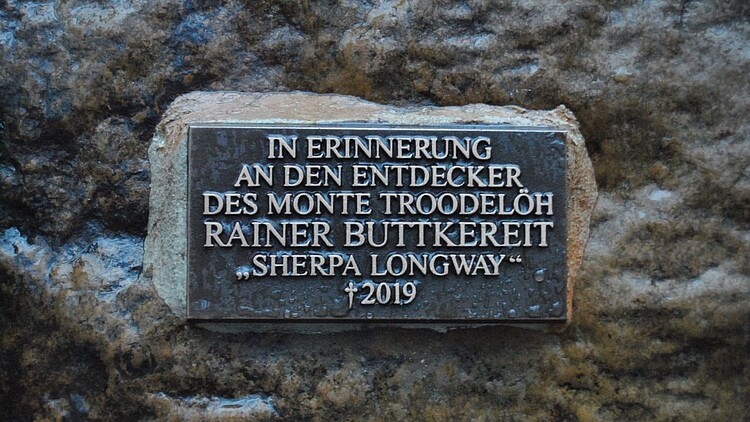 IN ERINNERUNG
AN DEN ENTDECKER
DES MONTE TROODELÖH
RAINER BUTTKEREIT
„SHERPA LONGWAY“
†2019